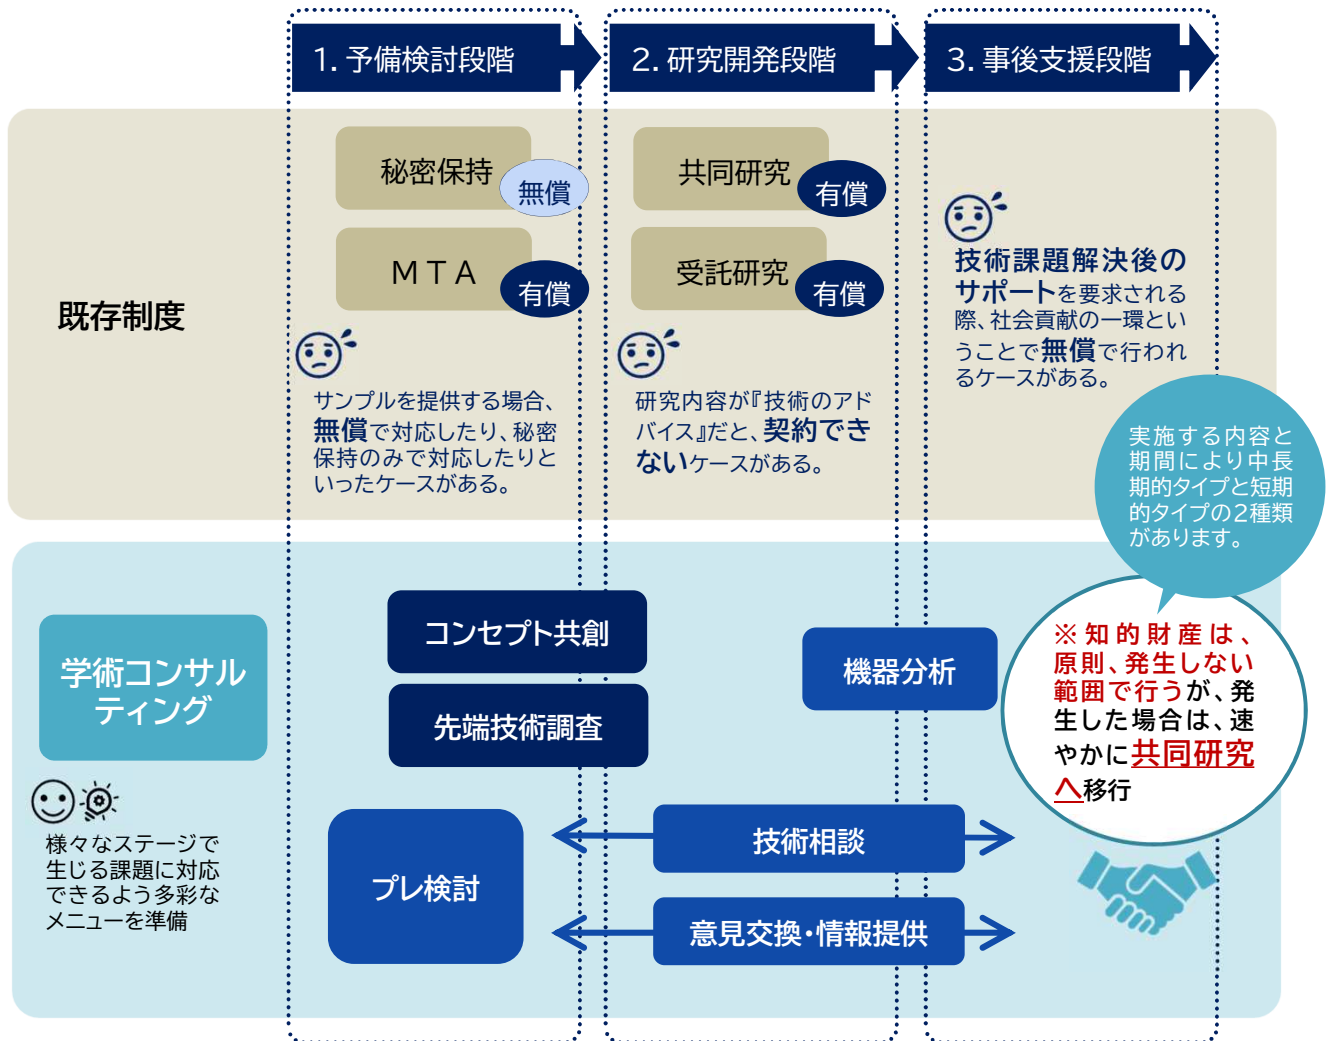 1. 予備検討段階
2. 研究開発段階
3. 事後支援段階
既存制度
秘密保持
無償
MTA
有償
サンプルを提供する場合、
無償で対応したり、秘密
保持のみで対応したりと
いったケースがある。
共同研究
有償
受託研究
有償
研究内容が『技術のアド
バイス』だと、契約でき
ないケースがある。
技術課題解決後の
サポートを要求される
際、社会貢献の一環とい
うことで無償で行われ
るケースがある。
実施する内容と
期間により中長
期的タイプと短期
的タイプの2種類
があります。
学術コンサル
ティング
様々なステージで
生じる課題に対応
できるよう多彩な
メニューを準備
コンセプト共創
先端技術調査
プレ検討
機器分析
技術相談
意見交換・情報提供
※知的財産は、
原則、発生しない
範囲で行うが、発
生した場合は、速
やかに共同研究
へ移行